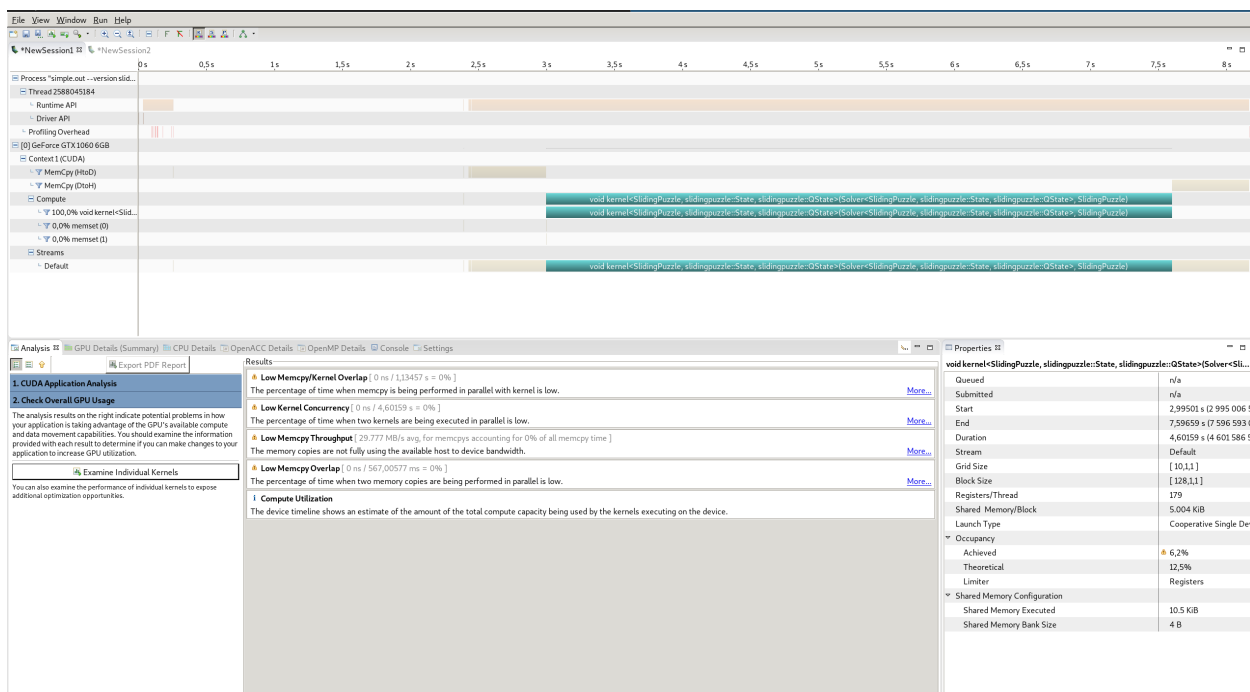 File View Window Run Help
*NewSession1 *NewSession2
0s 0,5s 1s 1,5s 2s 2,5s 3s 3,5s 4s 4,5s 5s 5,5s 6s 6,5s 7s 7,5s 8s
Process "simple.out --version slid...
Thread 2588045184
Runtime API
Driver API
Profiling Overhead
[0] GeForce GTX 1060 6GB
Context 1 (CUDA)
MemCpy (HtoD)
MemCpy (DtoH)
Compute
void kernel<SlidingPuzzle, slidingpuzzle::State, slidingpuzzle::QState>(Solver<SlidingPuzzle, slidingpuzzle::State, slidingpuzzle::QState>, SlidingPuzzle)
100,0% void kernel<Slid...
void kernel<SlidingPuzzle, slidingpuzzle::State, slidingpuzzle::QState>(Solver<SlidingPuzzle, slidingpuzzle::State, slidingpuzzle::QState>, SlidingPuzzle)
0,0% memset (0)
0,0% memset (1)
Streams
Default
void kernel<SlidingPuzzle, slidingpuzzle::State, slidingpuzzle::QState>(Solver<SlidingPuzzle, slidingpuzzle::State, slidingpuzzle::QState>, SlidingPuzzle)
Analysis GPU Details (Summary) CPU Details OpenACC Details OpenMP Details Console Settings
Export PDF Report
1. CUDA Application Analysis
2. Check Overall GPU Usage
The analysis results on the right indicate potential problems in how
your application is taking advantage of the GPU's available compute
and data movement capabilities. You should examine the information
provided with each result to determine if you can make changes to your
application to increase GPU utilization.
Examine Individual Kernels
You can also examine the performance of individual kernels to expose
additional optimization opportunities.
Results
Low Memcpy/Kernel Overlap [ 0 ns / 1,13457 s = 0% ]
The percentage of time when memcpy is being performed in parallel with kernel is low. More...
Low Kernel Concurrency [ 0 ns / 4,60159 s = 0% ]
The percentage of time when two kernels are being executed in parallel is low. More...
Low Memcpy Throughput [ 29.777 MB/s avg, for memcpys accounting for 0% of all memcpy time ]
The memory copies are not fully using the available host to device bandwidth. More...
Low Memcpy Overlap [ 0 ns / 567,00577 ms = 0% ]
The percentage of time when two memory copies are being performed in parallel is low. More...
Compute Utilization
The device timeline shows an estimate of the amount of the total compute capacity being used by the kernels executing on the device.
Properties
void kernel<SlidingPuzzle, slidingpuzzle::State, slidingpuzzle::QState>(Solver<Sli...
Queued n/a
Submitted n/a
Start 2,99501 s (2 995 006
End 7,59659 s (7 596 593
Duration 4,60159 s (4 601 586
Stream Default
Grid Size [ 10,1,1 ]
Block Size [ 128,1,1 ]
Registers/Thread 179
Shared Memory/Block 5.004 KiB
Launch Type Cooperative Single
Occupancy
Achieved 6,2%
Theoretical 12,5%
Limiter Registers
Shared Memory Configuration
Shared Memory Executed 10.5 KiB
Shared Memory Bank Size 4 B